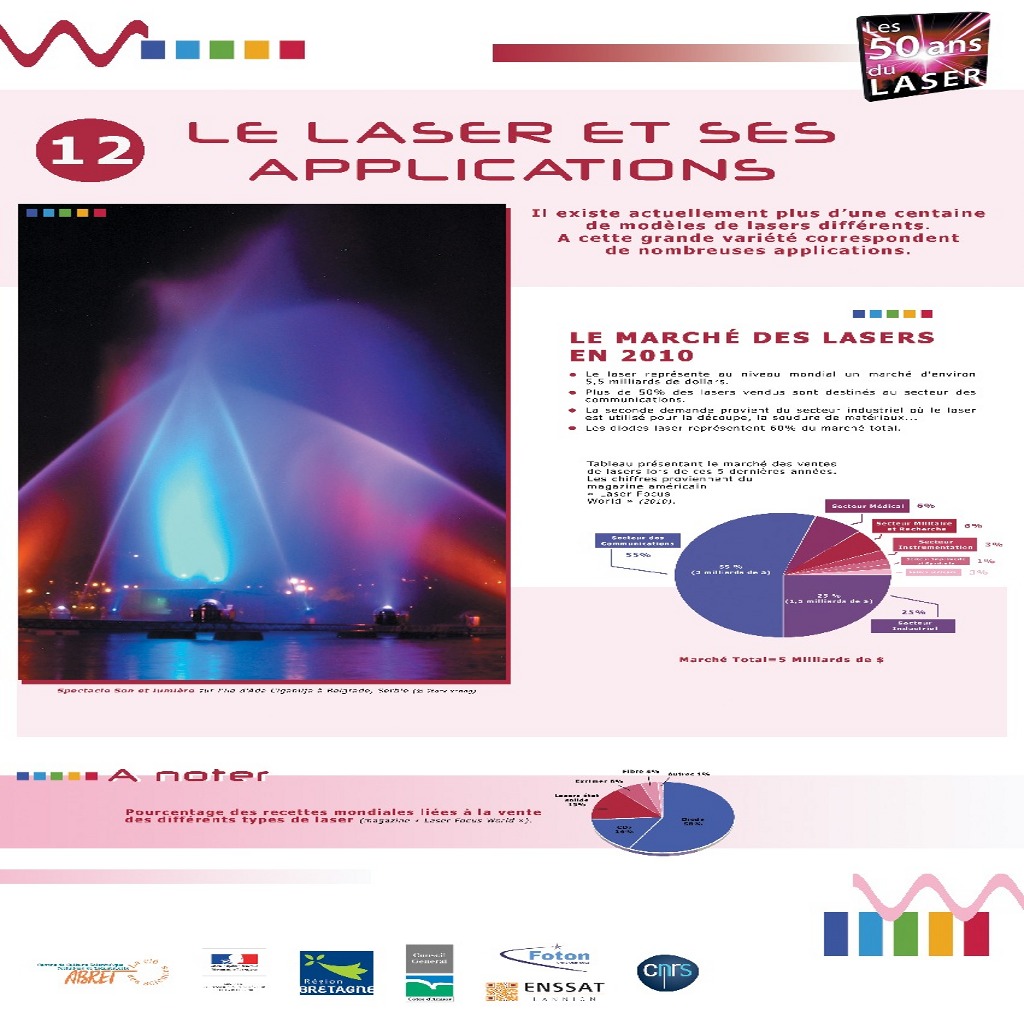 Les
50 ans
du
LASER
12
LE LASER ET SES
APPLICATIONS
Il existe actuellement plus d'une centaine
de modèles de lasers différents.
A cette grande variété correspondent
de nombreuses applications.
LE MARCHÉ DES LASERS
EN 2010
• Le laser représente au niveau mondial un marché d'environ
5,5 milliards de dollars.
• Plus de 50% des lasers vendus sont destinés au secteur des
communications.
• La seconde demande provient du secteur industriel où le laser
est utilisé pour la découpe, la soudure de matériaux...
• Les diodes laser représentent 60% du marché total.
Tableau présentant le marché des ventes
de lasers lors de ces 5 dernières années.
Les chiffres proviennent du
magazine américain
« Laser Focus
World » (2010).
Secteur Médical 6%
Secteur Militaire
et Recherche 6%
Secteur
Instrumentation 3%
1%
3%
Secteur des
Communications
55%
55 %
(3 milliards de $)
25 %
(1,5 milliards de $)
25%
Secteur
Industriel
Marché Total=5 Milliards de $
Spectacle Son et lumière sur l'île d'Ada Ciganlija à Belgrade, Serbie
A noter
Pourcentage des recettes mondiales liées à la vente
des différents types de laser (magazine « Laser Focus World »).
Fibre
Autres 1%
Excimer
Lasers état
solide
15%
CO2
Diode
ABRET
Région
BRETAGNE
Conseil
Général
Côtes d'Armor
Foton
ENSSAT
LANNION
cnrs